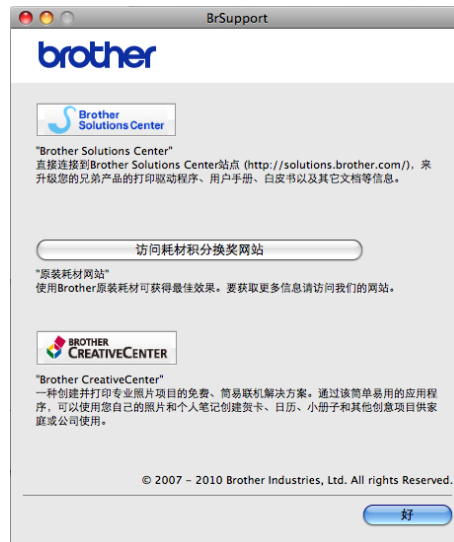 BrSupport
brother
Brother
Solutions Center
"Brother Solutions Center"
直接连接到Brother Solutions Center站点 (http://solutions.brother.com/)，来
升级您的兄弟产品的打印驱动程序、用户手册、白皮书以及其它文档等信息。
访问耗材积分换奖网站
"原装耗材网站"
使用Brother原装耗材可获得最佳效果。要获取更多信息请访问我们的网站。
BROTHER
CREATIVECENTER
"Brother CreativeCenter"
一种创建并打印专业照片项目的免费、简易联机解决方案。通过该简单易用的应用程
序，可以使用您自己的照片和个人笔记创建贺卡、日历、小册子和其他创意项目供家
庭或公司使用。
© 2007 – 2010 Brother Industries, Ltd. All rights Reserved.
好